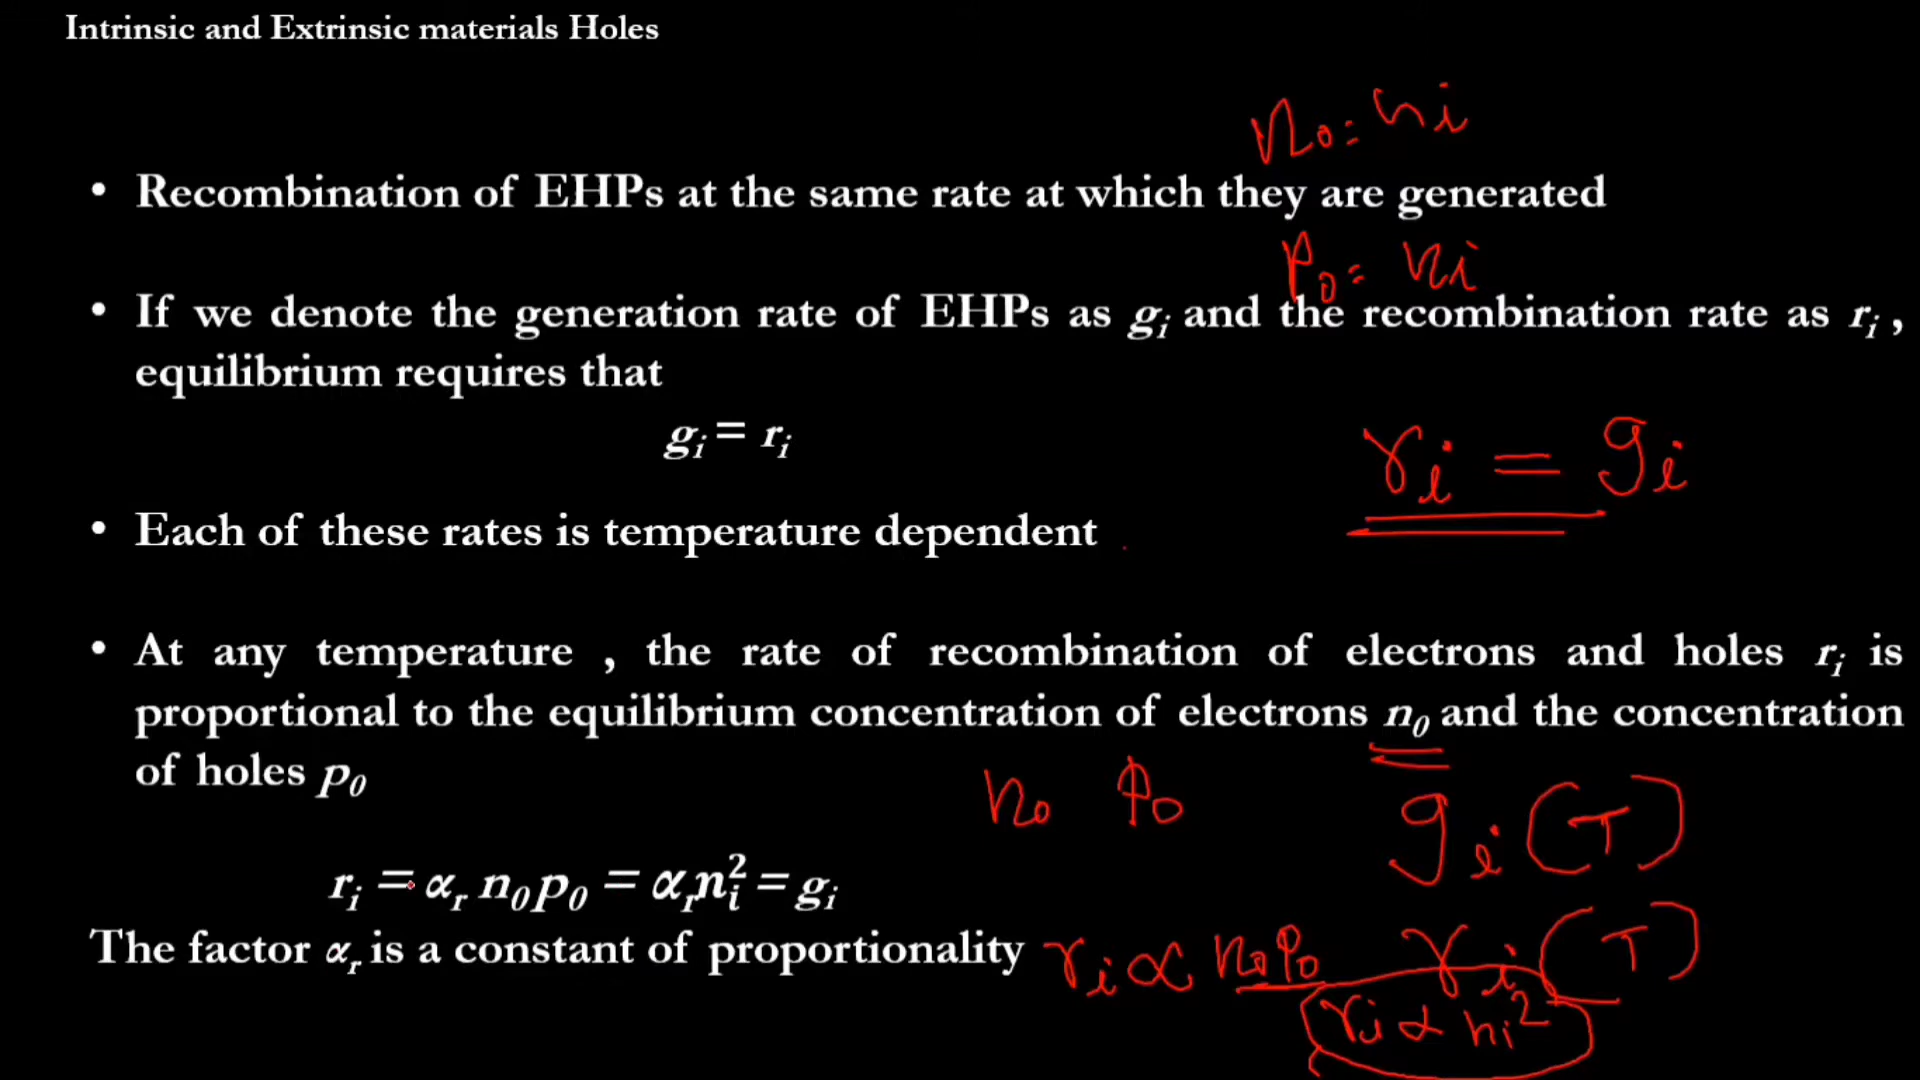 Intrinsic and Extrinsic materials Holes
n₀ = nᵢ
• Recombination of EHPs at the same rate at which they are generated
p₀ = nᵢ
• If we denote the generation rate of EHPs as gᵢ and the recombination rate as rᵢ ,
equilibrium requires that
gᵢ = rᵢ
rᵢ = gᵢ
• Each of these rates is temperature dependent
• At any temperature , the rate of recombination of electrons and holes rᵢ is
proportional to the equilibrium concentration of electrons n₀ and the concentration
of holes p₀
n₀ p₀
gᵢ (T)
rᵢ = αᵣ n₀p₀ = αᵣnᵢ² = gᵢ
The factor αᵣ is a constant of proportionality
rᵢ ∝ n₀p₀
rᵢ (T)
rᵢ ∝ nᵢ²